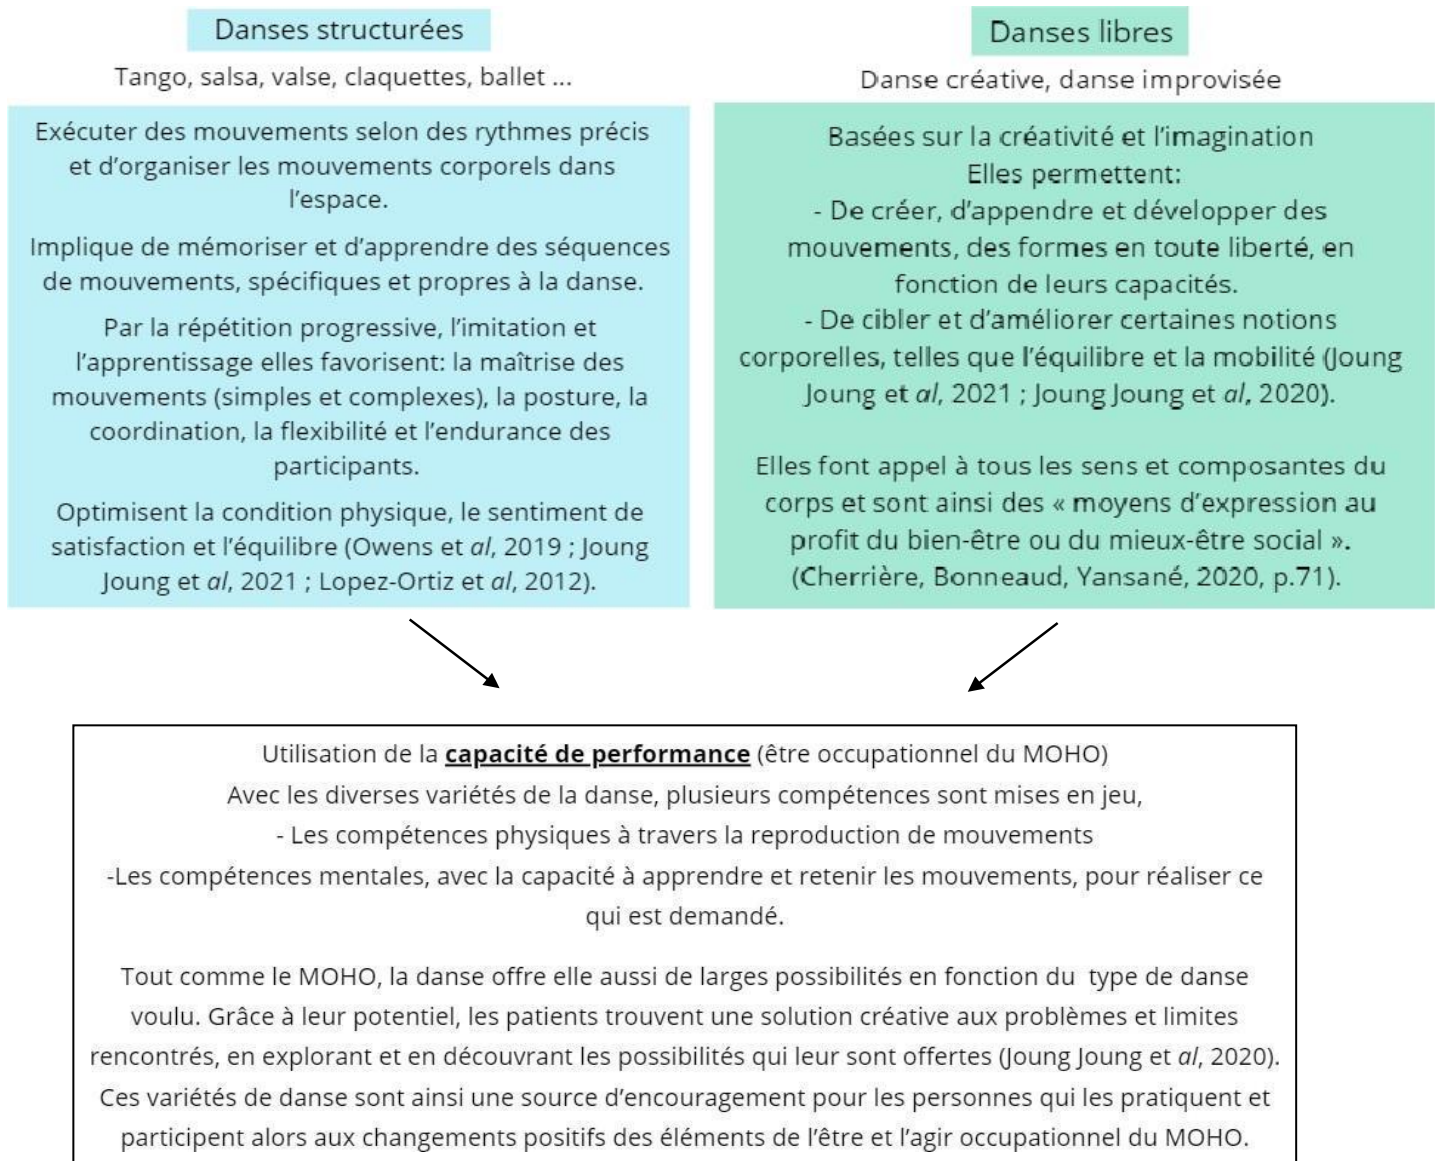 Danses structurées
Tango, salsa, valse, claquettes, ballet ...
Exécuter des mouvements selon des rythmes précis
et d'organiser les mouvements corporels dans
l'espace.
Implique de mémoriser et d'apprendre des séquences
de mouvements, spécifiques et propres à la danse.
Par la répétition progressive, l'imitation et
l'apprentissage elles favorisent: la maîtrise des
mouvements (simples et complexes), la posture, la
coordination, la flexibilité et l'endurance des
participants.
Optimisent la condition physique, le sentiment de
satisfaction et l'équilibre (Owens et al, 2019 ; Joung
Joung et al, 2021 ; Lopez-Ortiz et al, 2012).
Danses libres
Danse créative, danse improvisée
Basées sur la créativité et l'imagination
Elles permettent:
- De créer, d'appendre et développer des
mouvements, des formes en toute liberté, en
fonction de leurs capacités.
- De cibler et d'améliorer certaines notions
corporelles, telles que l'équilibre et la mobilité (Joung
Joung et al, 2021 ; Joung Joung et al, 2020).
Elles font appel à tous les sens et composantes du
corps et sont ainsi des « moyens d'expression au
profit du bien-être ou du mieux-être social ».
(Cherrière, Bonneaud, Yansané, 2020, p.71).
Utilisation de la capacité de performance (être occupationnel du MOHO)
Avec les diverses variétés de la danse, plusieurs compétences sont mises en jeu,
- Les compétences physiques à travers la reproduction de mouvements
-Les compétences mentales, avec la capacité à apprendre et retenir les mouvements, pour réaliser ce
qui est demandé.
Tout comme le MOHO, la danse offre elle aussi de larges possibilités en fonction du type de danse
voulu. Grâce à leur potentiel, les patients trouvent une solution créative aux problèmes et limites
rencontrés, en explorant et en découvrant les possibilités qui leur sont offertes (Joung Joung et al, 2020).
Ces variétés de danse sont ainsi une source d'encouragement pour les personnes qui les pratiquent et
participent alors aux changements positifs des éléments de l'être et l'agir occupationnel du MOHO.